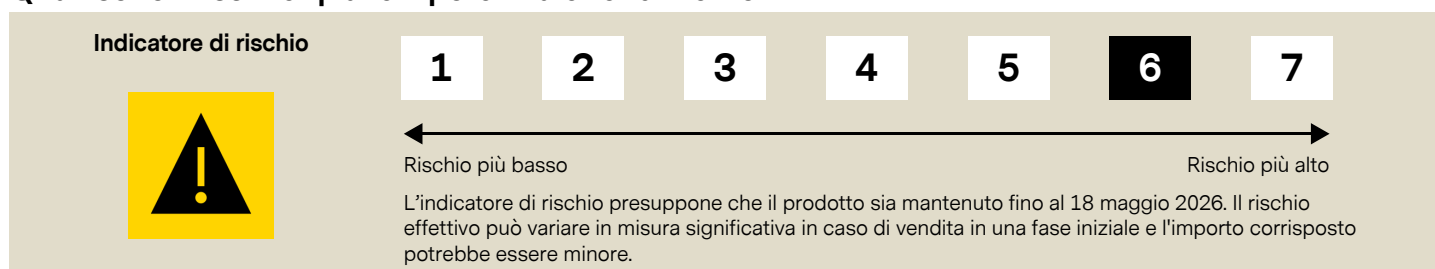 Indicatore di rischio
1 2 3 4 5 6 7
Rischio più basso Rischio più alto
L'indicatore di rischio presuppone che il prodotto sia mantenuto fino al 18 maggio 2026. Il rischio
effettivo può variare in misura significativa in caso di vendita in una fase iniziale e l'importo corrisposto
potrebbe essere minore.